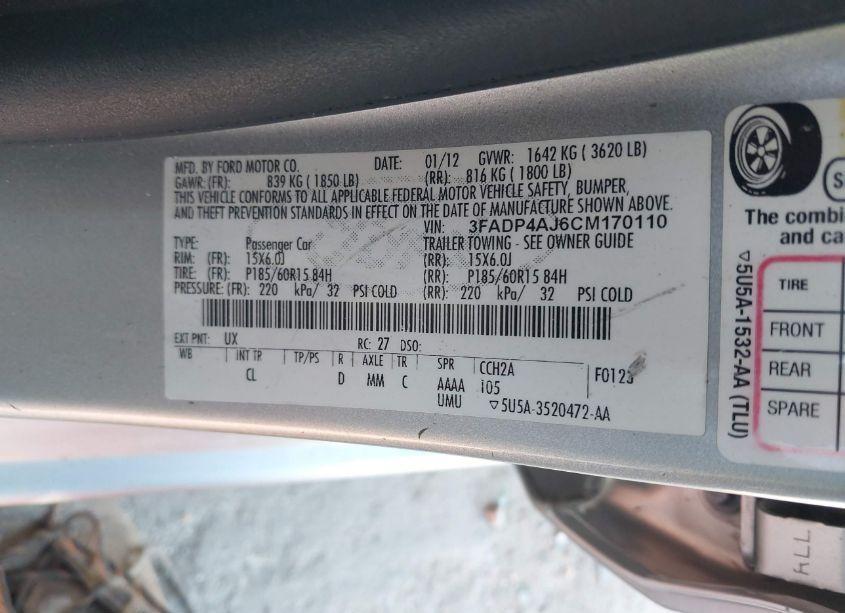 MFD. BY FORD MOTOR CO.
DATE: 01/12 GVWR: 1642 KG ( 3620 LB)
GAWR: (FR): 839 KG ( 1850 LB) (RR): 816 KG ( 1800 LB)
THIS VEHICLE CONFORMS TO ALL APPLICABLE FEDERAL MOTOR VEHICLE SAFETY, BUMPER,
AND THEFT PREVENTION STANDARDS IN EFFECT ON THE DATE OF MANUFACTURE SHOWN ABOVE.
VIN: 3FADP4AJ6CM170110
TYPE: Passenger Car TRAILER TOWING - SEE OWNER GUIDE
RIM: (FR): 15X6.0J (RR): 15X6.0J
TIRE: (FR): P185/60R15 84H (RR): P185/60R15 84H
PRESSURE: (FR): 220 kPa/ 32 PSI COLD (RR): 220 kPa/ 32 PSI COLD
EXT PNT: UX RC: 27 DSO:
WB INT TR TP/PS R AXLE TR SPR CCH2A F0123
CL D MM C AAAA i05
UMU ▽5U5A-3520472-AA
The combin
and ca
TIRE
FRONT
REAR
SPARE
▽5U5A-1532-AA (TLU)